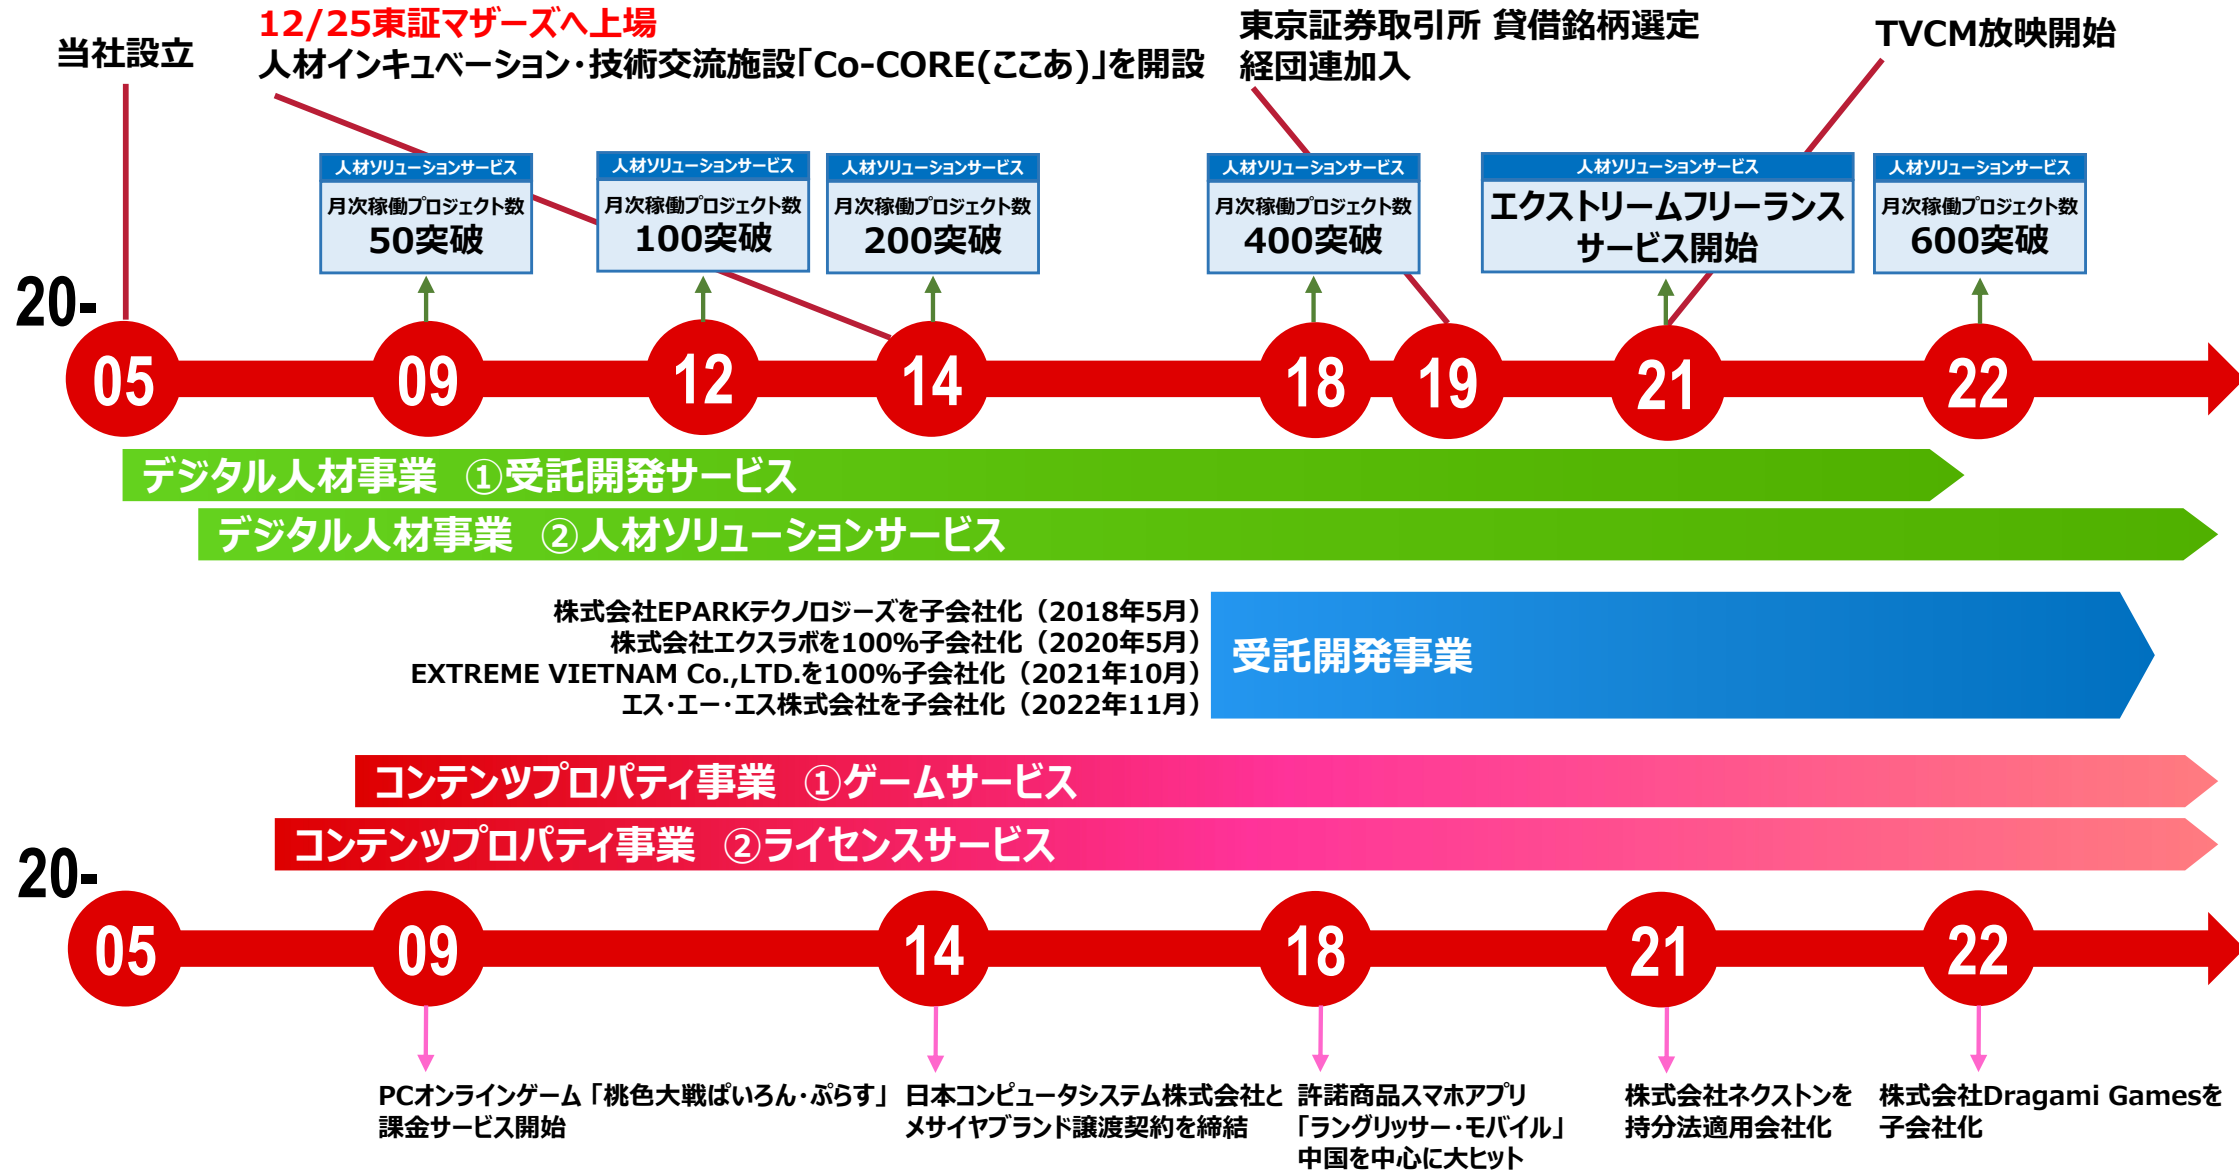 当社設立
12/25東証マザーズへ上場
人材インキュベーション・技術交流施設「Co-CORE(ここあ)」を開設
東京証券取引所 貸借銘柄選定
経団連加入
TVCM放映開始
人材ソリューションサービス
月次稼働プロジェクト数
50突破
人材ソリューションサービス
月次稼働プロジェクト数
100突破
人材ソリューションサービス
月次稼働プロジェクト数
200突破
人材ソリューションサービス
月次稼働プロジェクト数
400突破
人材ソリューションサービス
エクストリームフリーランス
サービス開始
人材ソリューションサービス
月次稼働プロジェクト数
600突破
20-
05 09 12 14 18 19 21 22
デジタル人材事業 ①受託開発サービス
デジタル人材事業 ②人材ソリューションサービス
株式会社EPARKテクノロジーズを子会社化（2018年5月）
株式会社エクスラボを100%子会社化（2020年5月）
EXTREME VIETNAM Co.,LTD.を100%子会社化（2021年10月）
エス・エー・エス株式会社を子会社化（2022年11月）
受託開発事業
コンテンツプロパティ事業 ①ゲームサービス
コンテンツプロパティ事業 ②ライセンスサービス
20-
05 09 14 18 21 22
PCオンラインゲーム「桃色大戦ぱいろん・ぷらす」
課金サービス開始
日本コンピュータシステム株式会社と
メサイヤブランド譲渡契約を締結
許諾商品スマホアプリ
「ラングリッサー・モバイル」
中国を中心に大ヒット
株式会社ネクストンを
持分法適用会社化
株式会社Dragami Gamesを
子会社化